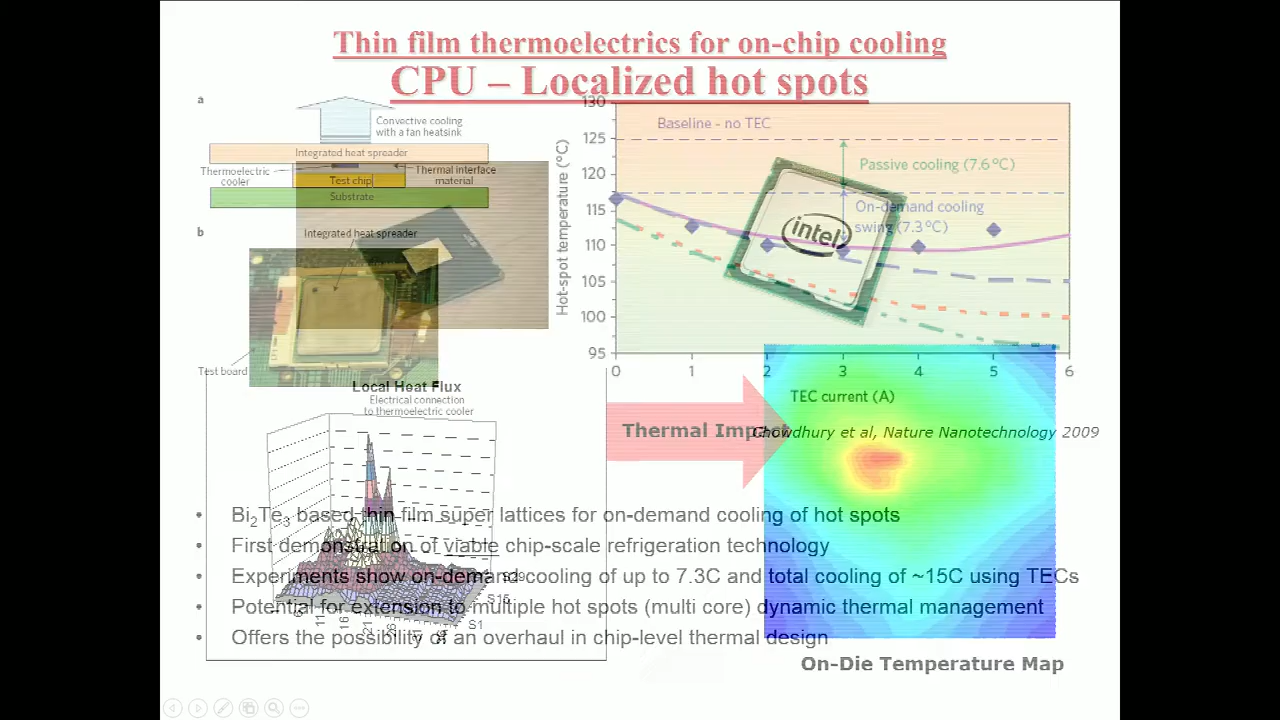 Thin film thermoelectrics for on-chip cooling
CPU – Localized hot spots
a
Convective cooling
with a fan heatsink
Integrated heat spreader
Thermoelectric
cooler
Test chip
Thermal interface
material
Substrate
b
Integrated heat spreader
Test board
Local Heat Flux
Electrical connection
to thermoelectric cooler
S29
S15
S1
Hot-spot temperature (°C)
130
125
120
115
110
105
100
95
Baseline - no TEC
Passive cooling (7.6 °C)
On-demand cooling
swing (7.3 °C)
intel
0 1 2 3 4 5 6
TEC current (A)
Thermal Impact
Chowdhury et al, Nature Nanotechnology 2009
• Bi2Te3 based thin film super lattices for on-demand cooling of hot spots
• First demonstration of viable chip-scale refrigeration technology
• Experiments show on-demand cooling of up to 7.3C and total cooling of ~15C using TECs
• Potential for extension to multiple hot spots (multi core) dynamic thermal management
• Offers the possibility of an overhaul in chip-level thermal design
On-Die Temperature Map